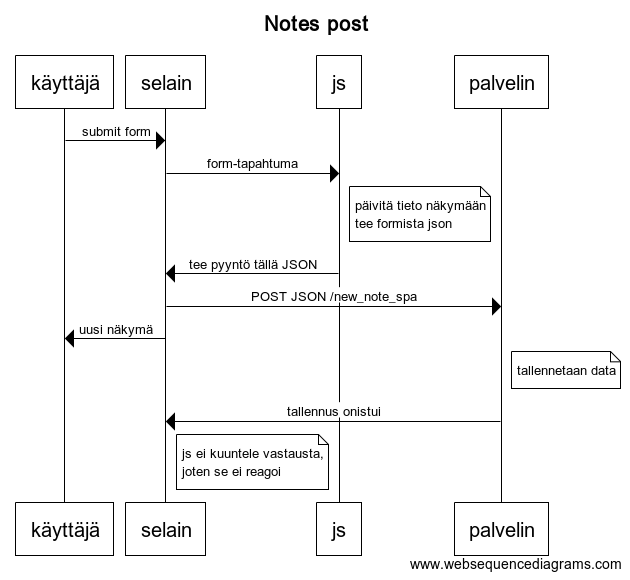 Notes post
käyttäjä
selain
js
palvelin
submit form
form-tapahtuma
päivitä tieto näkymään
tee formista json
tee pyyntö tällä JSON
POST JSON /new_note_spa
uusi näkymä
tallennetaan data
tallennus onistui
js ei kuuntele vastausta,
joten se ei reagoi
käyttäjä
selain
js
palvelin
www.websequencediagrams.com